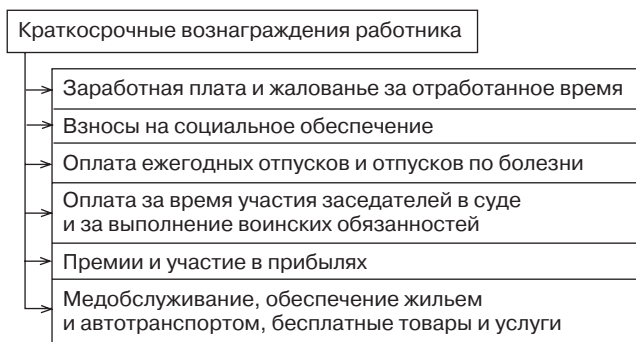 Краткосрочные вознаграждения работника
Заработная плата и жалованье за отработанное время
Взносы на социальное обеспечение
Оплата ежегодных отпусков и отпусков по болезни
Оплата за время участия заседателей в суде
и за выполнение воинских обязанностей
Премии и участие в прибылях
Медобслуживание, обеспечение жильем
и автотранспортом, бесплатные товары и услуги